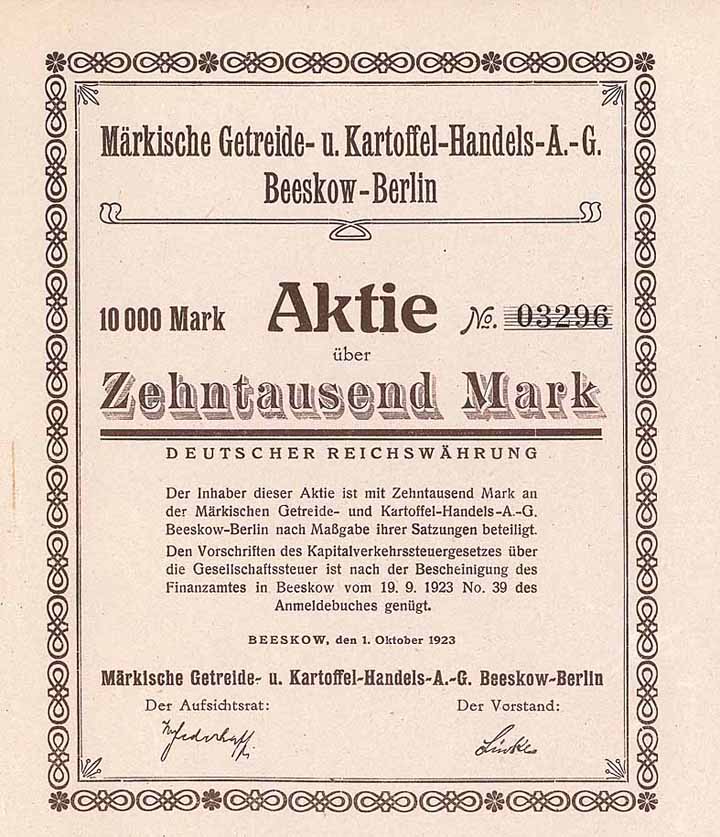 Märkische Getreide- u. Kartoffel-Handels-A.-G.
Beeskow-Berlin
10 000 Mark Aktie No. 03296
über
Zehntausend Mark
DEUTSCHER REICHSWÄHRUNG
Der Inhaber dieser Aktie ist mit Zehntausend Mark an
der Märkischen Getreide- und Kartoffel-Handels-A.-G.
Beeskow-Berlin nach Maßgabe ihrer Satzungen beteiligt.
Den Vorschriften des Kapitalverkehrssteuergesetzes über
die Gesellschaftssteuer ist nach der Bescheinigung des
Finanzamtes in Beeskow vom 19. 9. 1923 No. 39 des
Anmeldebuches genügt.
BEESKOW, den 1. Oktober 1923
Märkische Getreide- u. Kartoffel-Handels-A.-G. Beeskow-Berlin
Der Aufsichtsrat: Der Vorstand: